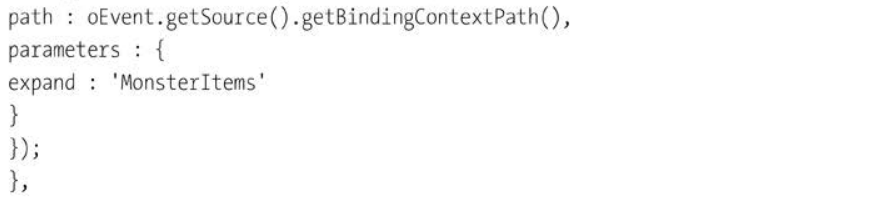 path : oEvent.getSource().getBindingContextPath(),
parameters : {
expand : 'MonsterItems'
}
});
},